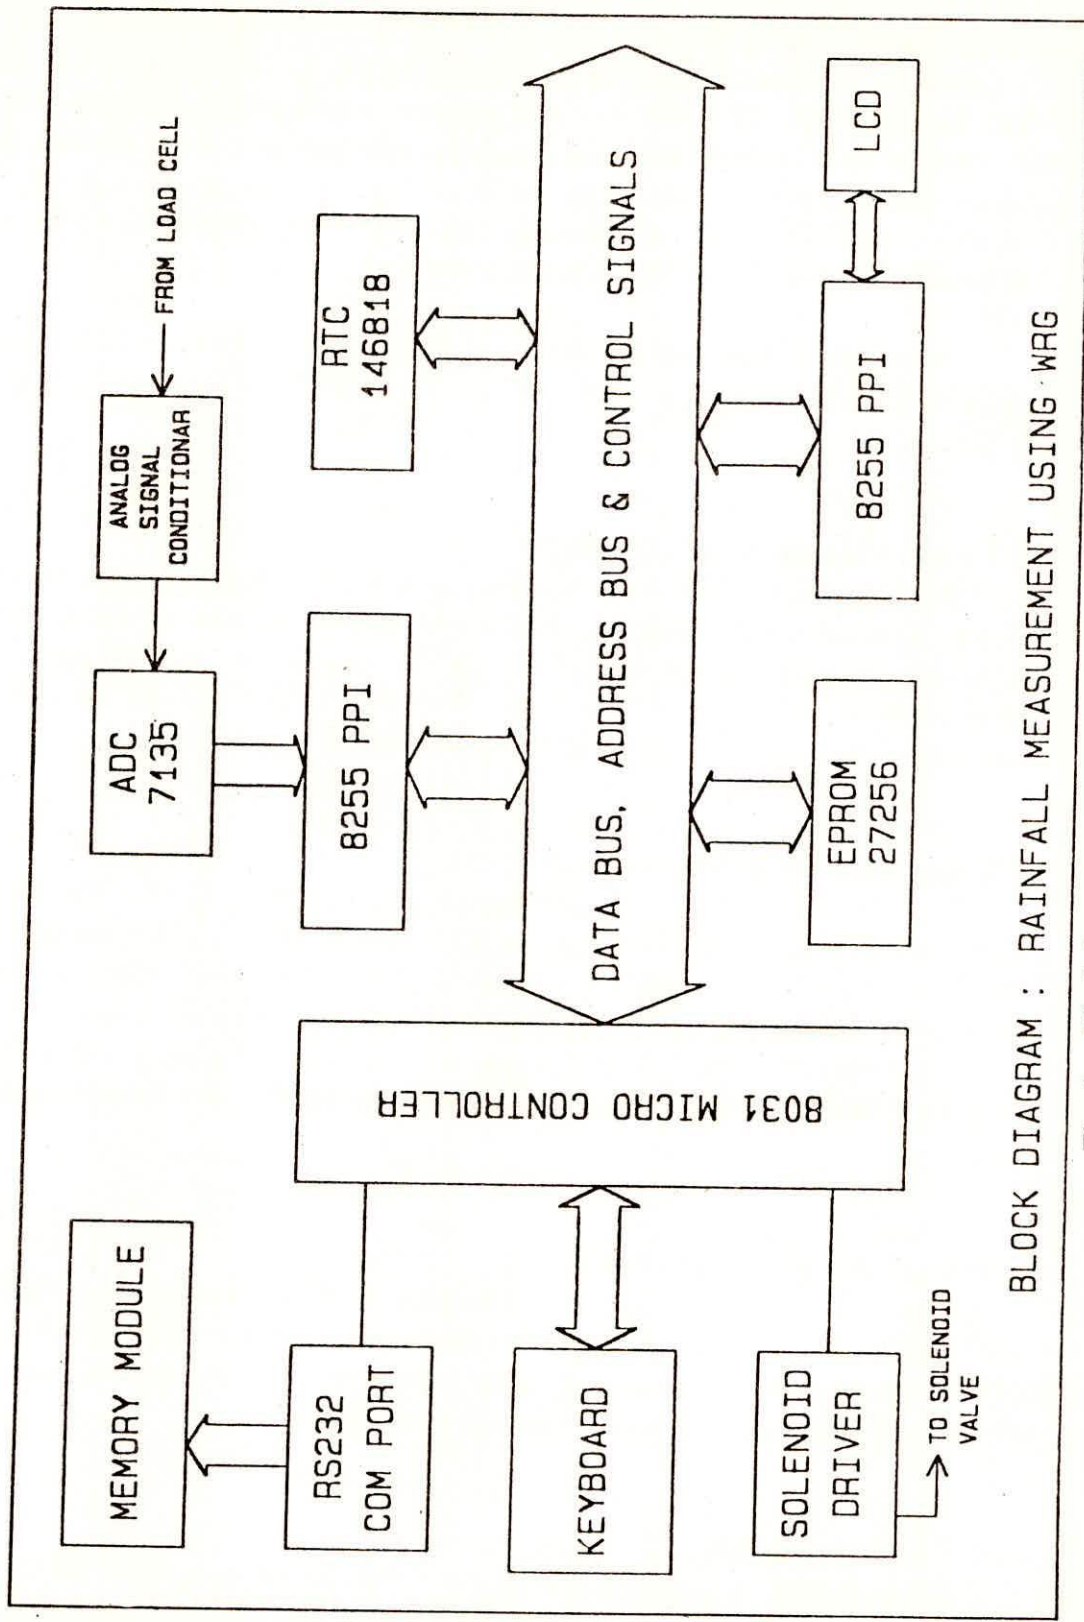 MEMORY MODULE
RS232
COM PORT
KEYBOARD
SOLENOID
DRIVER
TO SOLENOID
VALVE
8031 MICRO CONTROLLER
ADC
7135
ANALOG
SIGNAL
CONDITIONAR
FROM LOAD CELL
8255 PPI
RTC
146818
DATA BUS, ADDRESS BUS & CONTROL SIGNALS
EPROM
27256
8255 PPI
LCD
BLOCK DIAGRAM : RAINFALL MEASUREMENT USING WRG